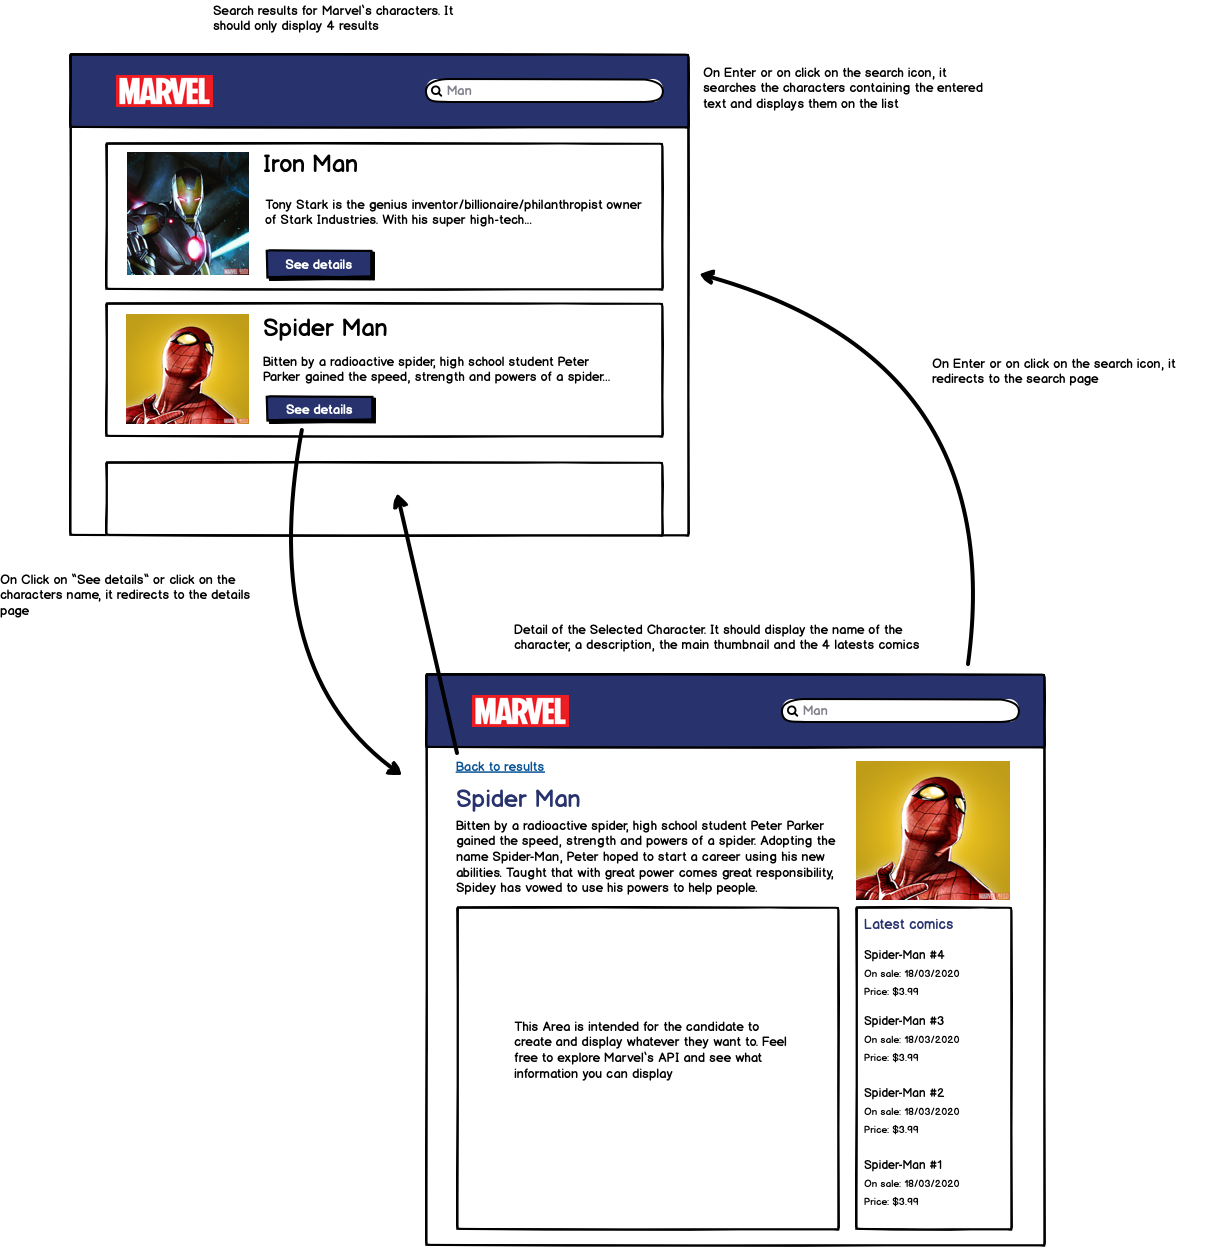 Search results for Marvel`s characters. It
should only display 4 results
MARVEL
Man
On Enter or on click on the search icon, it
searches the characters containing the entered
text and displays them on the list
Iron Man
Tony Stark is the genius inventor/billionaire/philanthropist owner
of Stark Industries. With his super high-tech...
See details
Spider Man
Bitten by a radioactive spider, high school student Peter
Parker gained the speed, strength and powers of a spider...
See details
On Enter or on click on the search icon, it
redirects to the search page
On Click on "See details" or click on the
characters name, it redirects to the details
page
Detail of the Selected Character. It should display the name of the
character, a description, the main thumbnail and the 4 latests comics
MARVEL
Man
Back to results
Spider Man
Bitten by a radioactive spider, high school student Peter Parker
gained the speed, strength and powers of a spider. Adopting the
name Spider-Man, Peter hoped to start a career using his new
abilities. Taught that with great power comes great responsibility,
Spidey has vowed to use his powers to help people.
This Area is intended for the candidate to
create and display whatever they want to. Feel
free to explore Marvel`s API and see what
information you can display
Latest comics
Spider-Man #4
On sale: 18/03/2020
Price: $3.99
Spider-Man #3
On sale: 18/03/2020
Price: $3.99
Spider-Man #2
On sale: 18/03/2020
Price: $3.99
Spider-Man #1
On sale: 18/03/2020
Price: $3.99